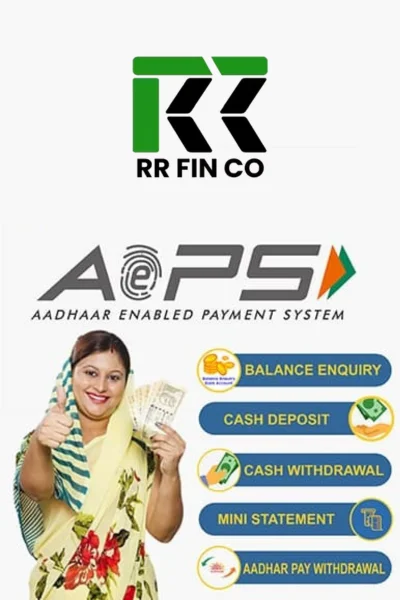 RR FIN CO
AePS
AADHAAR ENABLED PAYMENT SYSTEM
BALANCE ENQUIRY
CASH DEPOSIT
CASH WITHDRAWAL
MINI STATEMENT
AADHAR PAY WITHDRAWAL